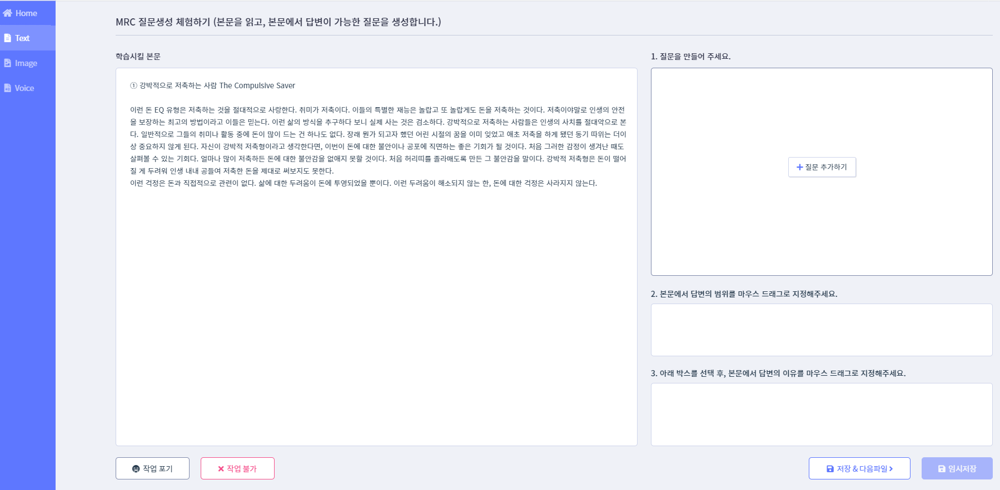 Home
Text
Image
Voice
MRC 질문생성 체험하기 (본문을 읽고, 본문에서 답변이 가능한 질문을 생성합니다.)
학습시킬 본문
① 강박적으로 저축하는 사람 The Compulsive Saver
이런 돈 EQ 유형은 저축하는 것을 절대적으로 사랑한다. 취미가 저축이다. 이들의 특별한 재능은 놀랍고 또 놀랍게도 돈을 저축하는 것이다. 저축이야말로 인생의 안전
을 보장하는 최고의 방법이라고 이들은 믿는다. 이런 삶의 방식을 추구하다 보니 실제 사는 것은 검소하다. 강박적으로 저축하는 사람들은 인생의 사치를 절대악으로 본
다. 일반적으로 그들의 취미나 활동 중에 돈이 많이 드는 건 하나도 없다. 장래 뭔가 되고자 했던 어린 시절의 꿈을 이미 잊었고 애초 저축을 하게 됐던 동기 따위는 더이
상 중요하지 않게 된다. 자신이 강박적 저축형이라고 생각한다면, 이번이 돈에 대한 불안이나 공포에 직면하는 좋은 기회가 될 것이다. 처음 그러한 감정이 생겨난 때도
살펴볼 수 있는 기회다. 얼마나 많이 저축하든 돈에 대한 불안감을 없애지 못할 것이다. 처음 허리띠를 졸라매도록 만든 그 불안감을 말이다. 강박적 저축형은 돈이 떨어
질 게 두려워 인생 내내 공들여 저축한 돈을 제대로 써보지도 못한다.
이런 걱정은 돈과 직접적으로 관련이 없다. 삶에 대한 두려움이 돈에 투영되었을 뿐이다. 이런 두려움이 해소되지 않는 한, 돈에 대한 걱정은 사라지지 않는다.
1. 질문을 만들어 주세요.
질문 추가하기
2. 본문에서 답변의 범위를 마우스 드래그로 지정해주세요.
3. 아래 박스를 선택 후, 본문에서 답변의 이유를 마우스 드래그로 지정해주세요.
작업 포기
작업 불가
저장 & 다음파일
임시저장